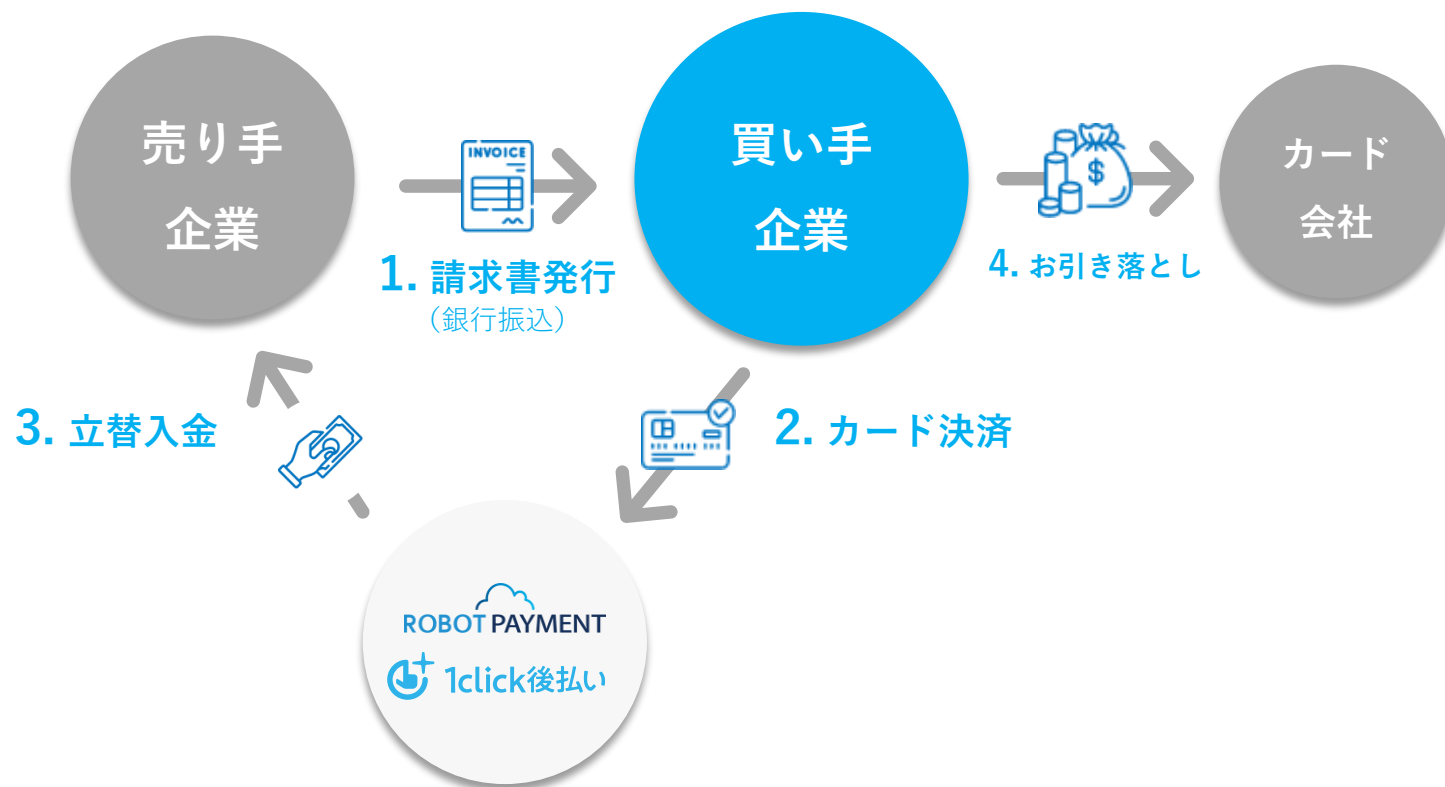 売り手
企業
INVOICE
1. 請求書発行
（銀行振込）
買い手
企業
$
4. お引き落とし
カード
会社
3. 立替入金
2. カード決済
ROBOT PAYMENT
1click後払い